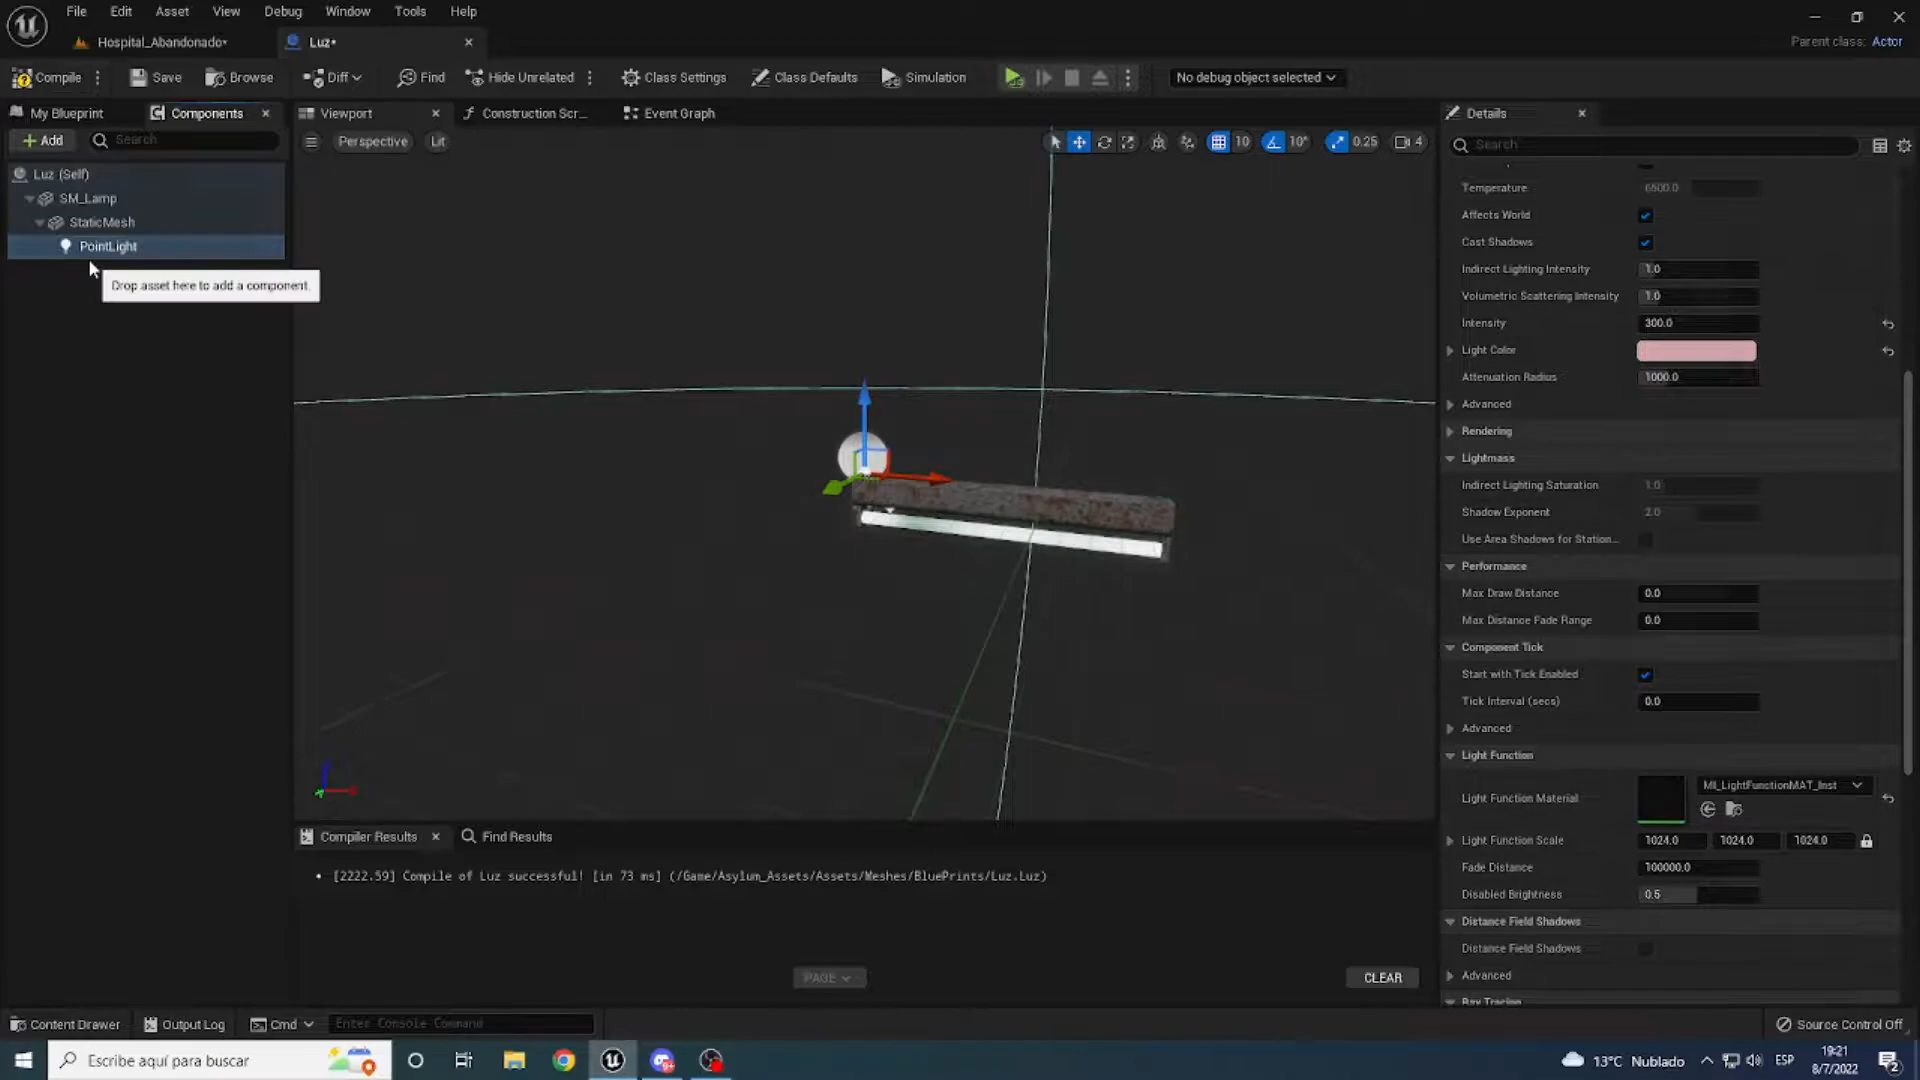 File Edit Asset View Debug Window Tools Help
Hospital_Abandonado*
Luz*
Parent class: Actor
Compile
Save
Browse
Diff
Find
Hide Unrelated
Class Settings
Class Defaults
Simulation
No debug object selected
My Blueprint
Components
Viewport
Construction Scr...
Event Graph
Details
Add
Search
Perspective
Lit
10
10°
0.25
4
Search
Luz (Self)
SM_Lamp
StaticMesh
PointLight
Drop asset here to add a component.
Temperature 6500.0
Affects World
Cast Shadows
Indirect Lighting Intensity 1.0
Volumetric Scattering Intensity 1.0
Intensity 300.0
Light Color
Attenuation Radius 1000.0
Advanced
Rendering
Lightmass
Indirect Lighting Saturation 1.0
Shadow Exponent 2.0
Use Area Shadows for Station...
Performance
Max Draw Distance 0.0
Max Distance Fade Range 0.0
Component Tick
Start with Tick Enabled
Tick Interval (secs) 0.0
Advanced
Light Function
Light Function Material
MI_LightFunctionMAT_Inst
Light Function Scale 1024.0 1024.0 1024.0
Fade Distance 100000.0
Disabled Brightness 0.5
Distance Field Shadows
Distance Field Shadows
Advanced
Ray Tracing
Compiler Results
Find Results
[2222.59] Compile of Luz successful! [in 73 ms] (/Game/Asylum_Assets/Assets/Meshes/BluePrints/Luz.Luz)
PAGE
CLEAR
Content Drawer
Output Log
Cmd
Enter Console Command
Source Control Off
Escribe aquí para buscar
13°C Nublado
ESP
19:21
8/7/2022
2